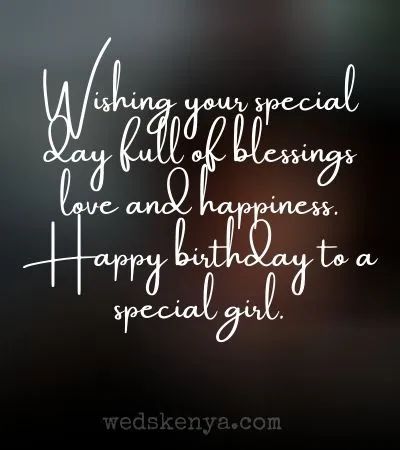 Wishing your special
day full of blessings
love and happiness.
Happy birthday to a
special girl.
wedskenya.com